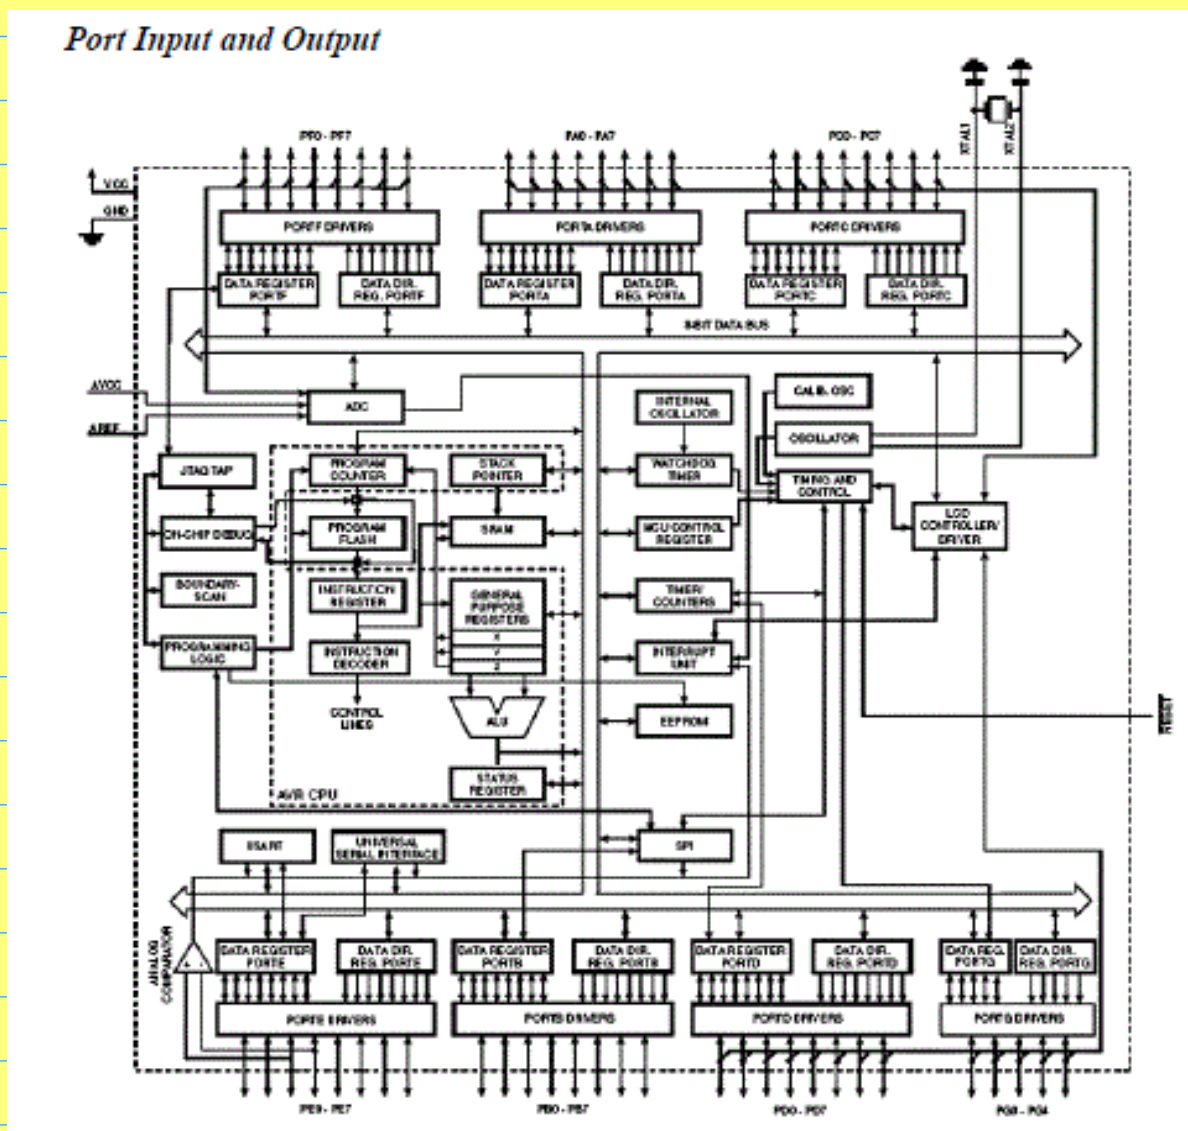 Port Input and Output
XTAL1
XTAL2
PF0 - PF7
PA0 - PA7
PC0 - PC7
VCC
GND
PORTF DRIVERS
PORTA DRIVERS
PORTC DRIVERS
DATA REGISTER
PORTF
DATA DIR.
REG. PORTF
DATA REGISTER
PORTA
DATA DIR.
REG. PORTA
DATA REGISTER
PORTC
DATA DIR.
REG. PORTC
8-BIT DATA BUS
AVCC
AREF
ADC
INTERNAL
OSCILLATOR
CALIB. OSC
OSCILLATOR
JTAG TAP
PROGRAM
COUNTER
STACK
POINTER
WATCHDOG
TIMER
TIMING AND
CONTROL
ON-CHIP DEBUG
PROGRAM
FLASH
SRAM
MCU CONTROL
REGISTER
LCD
CONTROLLER/
DRIVER
BOUNDARY-
SCAN
INSTRUCTION
REGISTER
GENERAL
PURPOSE
REGISTERS
X
Y
Z
TIMER/
COUNTERS
PROGRAMMING
LOGIC
INSTRUCTION
DECODER
INTERRUPT
UNIT
CONTROL
LINES
ALU
EEPROM
RESET
STATUS
REGISTER
AVR CPU
USART
UNIVERSAL
SERIAL INTERFACE
SPI
ANALOG
COMPARATOR
DATA REGISTER
PORTE
DATA DIR.
REG. PORTE
DATA REGISTER
PORTB
DATA DIR.
REG. PORTB
DATA REGISTER
PORTD
DATA DIR.
REG. PORTD
DATA REG.
PORTG
DATA DIR.
REG. PORTG
PORTE DRIVERS
PORTB DRIVERS
PORTD DRIVERS
PORTG DRIVERS
PE0 - PE7
PB0 - PB7
PD0 - PD7
PG0 - PG4